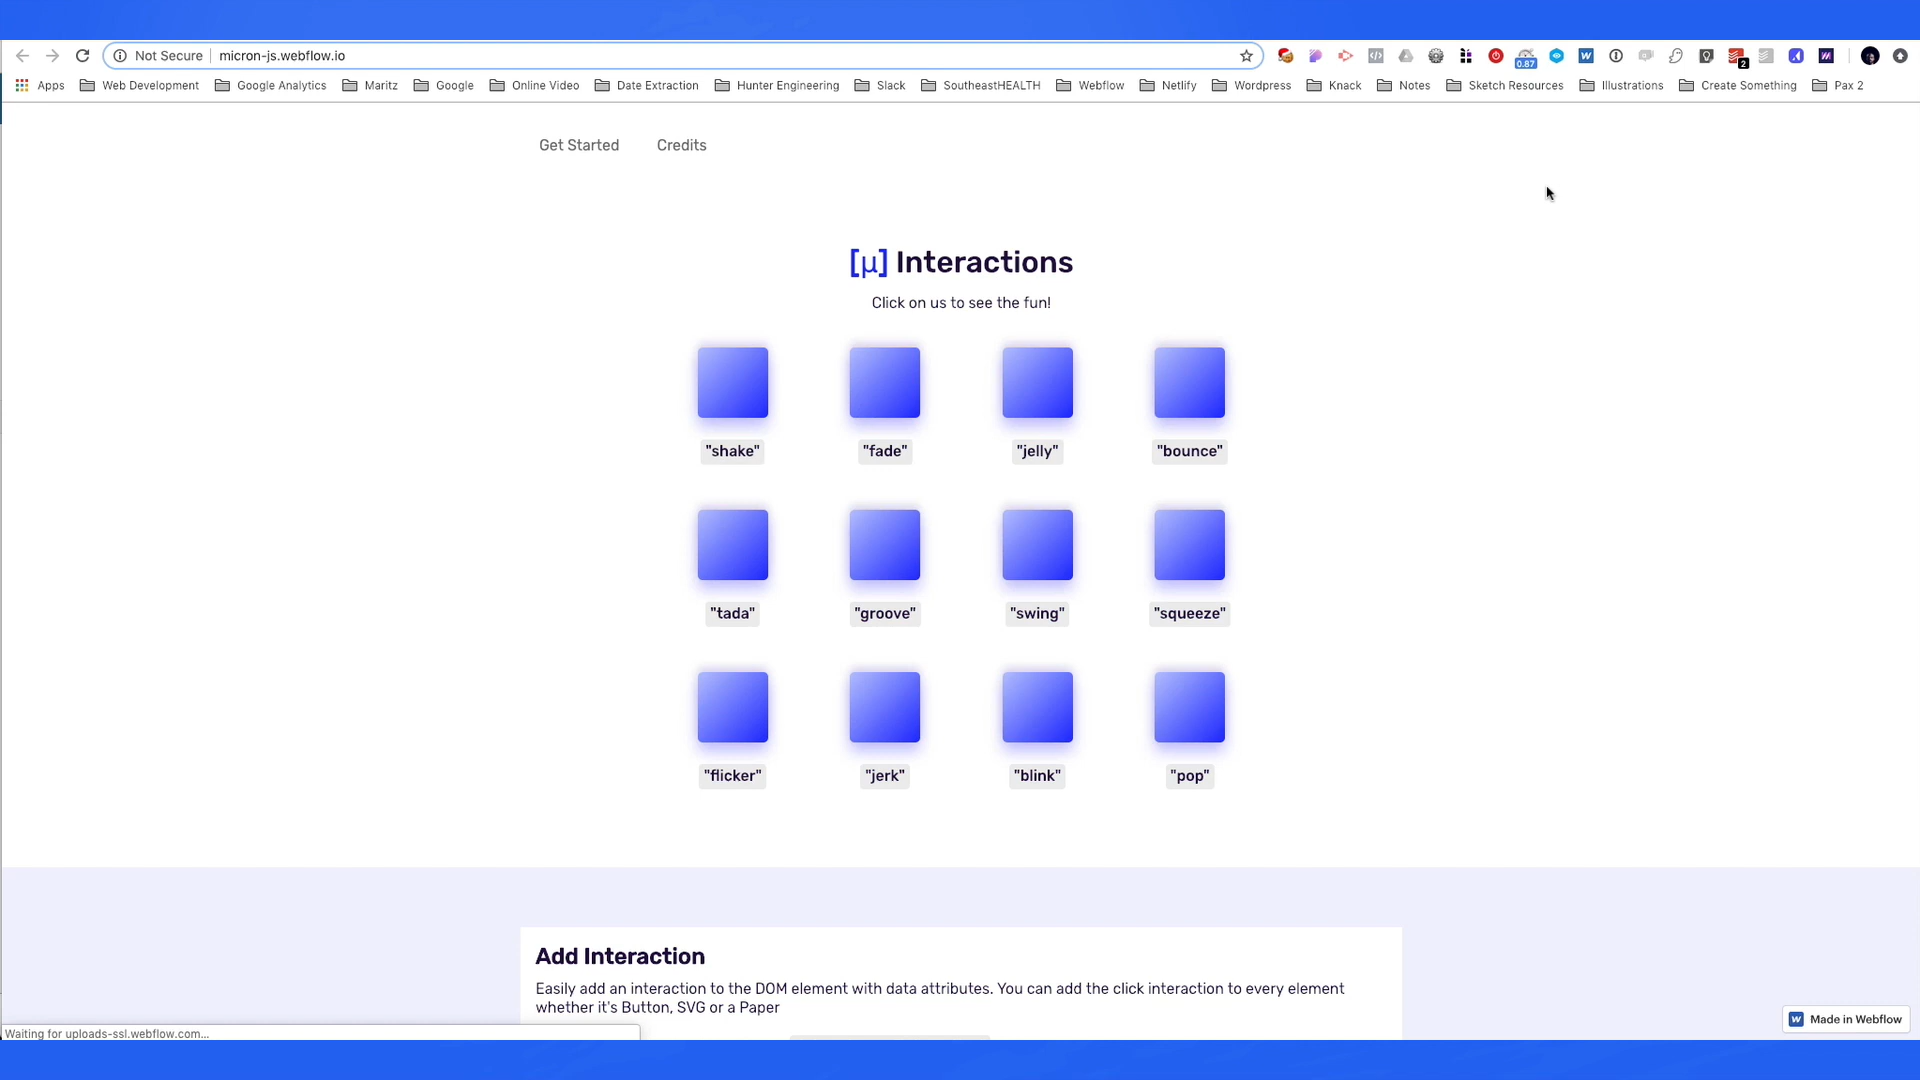 Not Secure micron-js.webflow.io
0.87
2
Apps Web Development Google Analytics Maritz Google Online Video Date Extraction Hunter Engineering Slack SoutheastHEALTH Webflow Netlify Wordpress Knack Notes Sketch Resources Illustrations Create Something Pax 2
Get Started Credits
[μ] Interactions
Click on us to see the fun!
"shake" "fade" "jelly" "bounce"
"tada" "groove" "swing" "squeeze"
"flicker" "jerk" "blink" "pop"
Add Interaction
Easily add an interaction to the DOM element with data attributes. You can add the click interaction to every element
whether it's Button, SVG or a Paper
Made in Webflow
Waiting for uploads-ssl.webflow.com...